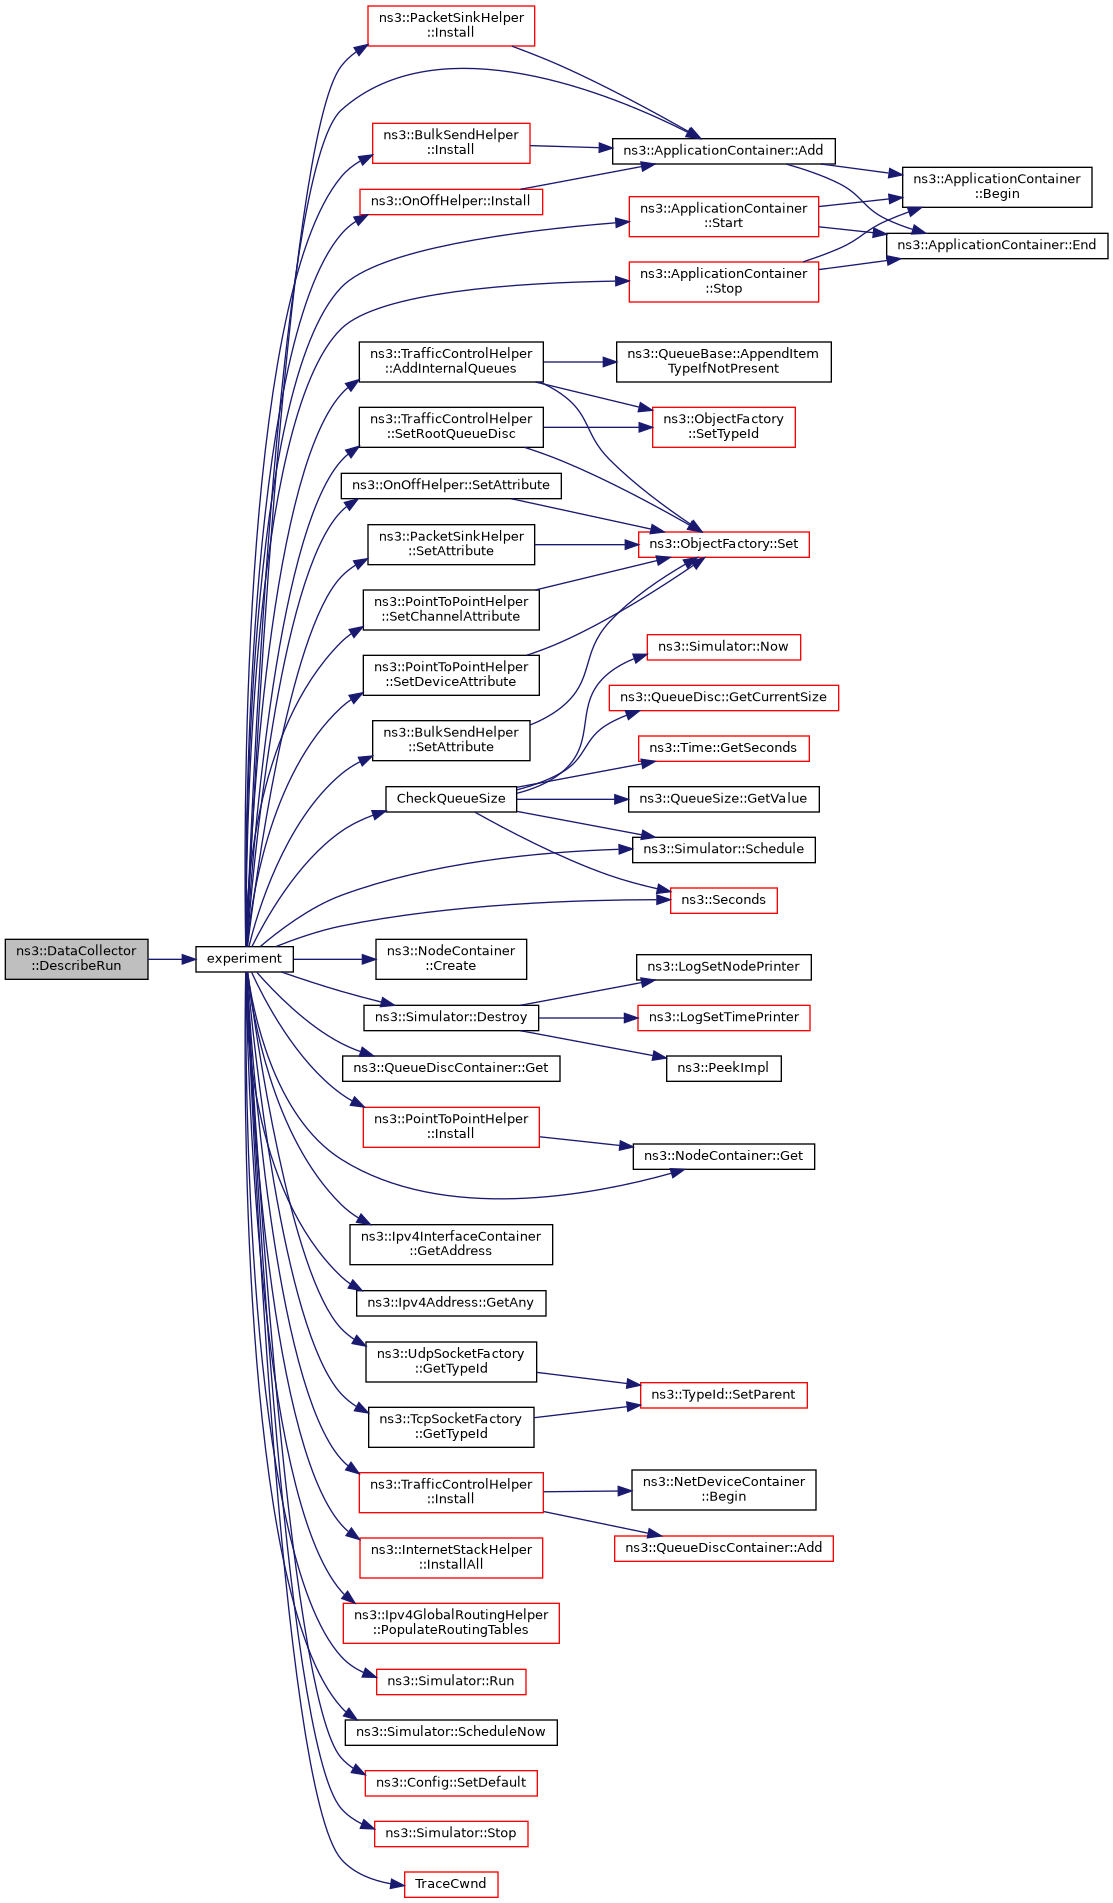 ns3::PacketSinkHelper
::Install
ns3::BulkSendHelper
::Install
ns3::ApplicationContainer::Add
ns3::ApplicationContainer
::Begin
ns3::OnOffHelper::Install
ns3::ApplicationContainer
::Start
ns3::ApplicationContainer::End
ns3::ApplicationContainer
::Stop
ns3::TrafficControlHelper
::AddInternalQueues
ns3::QueueBase::AppendItem
TypeIfNotPresent
ns3::TrafficControlHelper
::SetRootQueueDisc
ns3::ObjectFactory
::SetTypeId
ns3::OnOffHelper::SetAttribute
ns3::PacketSinkHelper
::SetAttribute
ns3::ObjectFactory::Set
ns3::PointToPointHelper
::SetChannelAttribute
ns3::Simulator::Now
ns3::PointToPointHelper
::SetDeviceAttribute
ns3::QueueDisc::GetCurrentSize
ns3::BulkSendHelper
::SetAttribute
ns3::Time::GetSeconds
CheckQueueSize
ns3::QueueSize::GetValue
ns3::Simulator::Schedule
ns3::Seconds
ns3::DataCollector
::DescribeRun
experiment
ns3::NodeContainer
::Create
ns3::LogSetNodePrinter
ns3::Simulator::Destroy
ns3::LogSetTimePrinter
ns3::QueueDiscContainer::Get
ns3::PeekImpl
ns3::PointToPointHelper
::Install
ns3::NodeContainer::Get
ns3::Ipv4InterfaceContainer
::GetAddress
ns3::Ipv4Address::GetAny
ns3::UdpSocketFactory
::GetTypeId
ns3::TypeId::SetParent
ns3::TcpSocketFactory
::GetTypeId
ns3::TrafficControlHelper
::Install
ns3::NetDeviceContainer
::Begin
ns3::QueueDiscContainer::Add
ns3::InternetStackHelper
::InstallAll
ns3::Ipv4GlobalRoutingHelper
::PopulateRoutingTables
ns3::Simulator::Run
ns3::Simulator::ScheduleNow
ns3::Config::SetDefault
ns3::Simulator::Stop
TraceCwnd